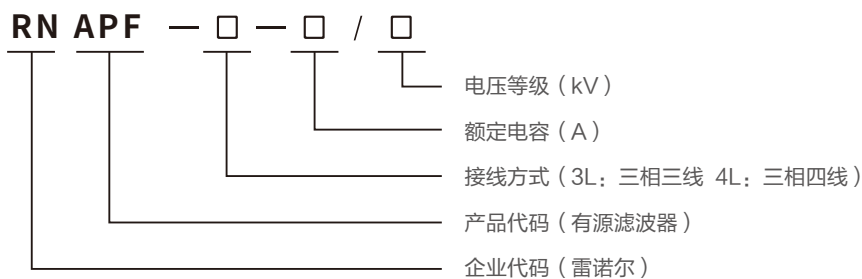 RN APF — □ — □ / □
电压等级（kV）
额定电容（A）
接线方式（3L：三相三线 4L：三相四线）
产品代码（有源滤波器）
企业代码（雷诺尔）